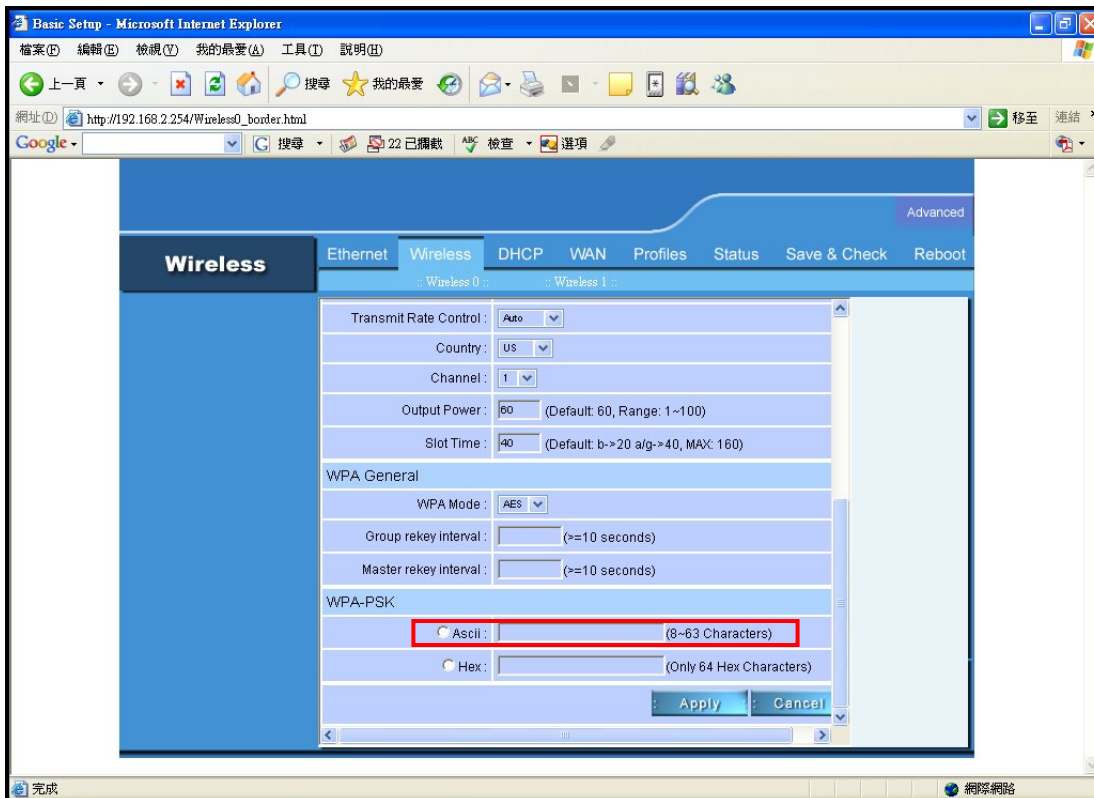 Basic Setup - Microsoft Internet Explorer
檔案(F) 編輯(E) 檢視(V) 我的最愛(A) 工具(T) 說明(H)
上一頁 搜尋 我的最愛
網址(D) http://192.168.2.254/Wireless0_border.html 移至 連結 »
Google 搜尋 22 已攔截 ABC 檢查 選項
Advanced
Wireless
Ethernet Wireless DHCP WAN Profiles Status Save & Check Reboot
:: Wireless 0 :: :: Wireless 1 ::
Transmit Rate Control : Auto
Country : US
Channel : 1
Output Power : 60 (Default: 60, Range: 1~100)
Slot Time : 40 (Default: b->20 a/g->40, MAX: 160)
WPA General
WPA Mode : AES
Group rekey interval : (>=10 seconds)
Master rekey interval : (>=10 seconds)
WPA-PSK
Ascii : (8~63 Characters)
Hex : (Only 64 Hex Characters)
: Apply : Cancel
完成 網際網路